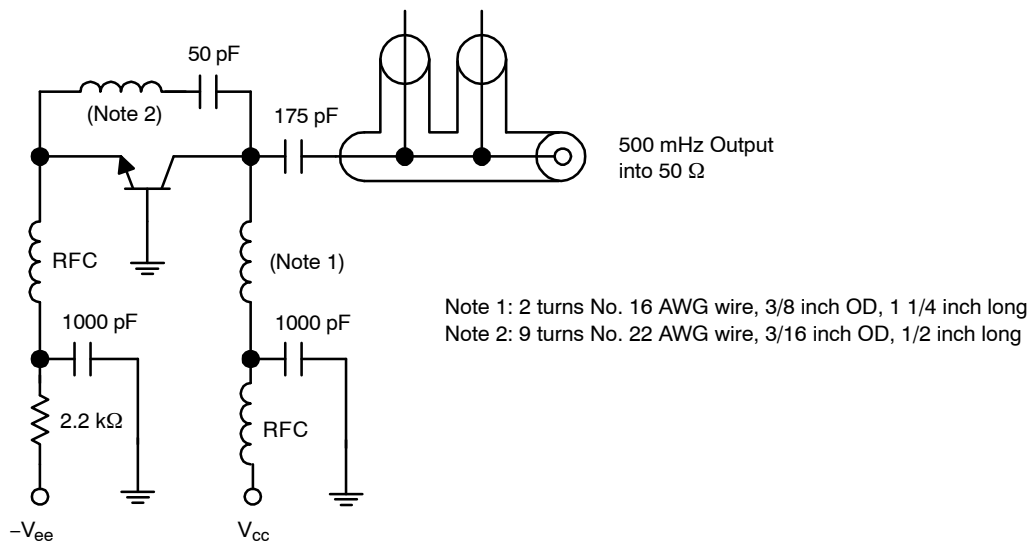 50 pF
(Note 2)
175 pF
500 mHz Output
into 50 Ω
RFC
(Note 1)
1000 pF
1000 pF
Note 1: 2 turns No. 16 AWG wire, 3/8 inch OD, 1 1/4 inch long
Note 2: 9 turns No. 22 AWG wire, 3/16 inch OD, 1/2 inch long
2.2 kΩ
RFC
−Vee
Vcc